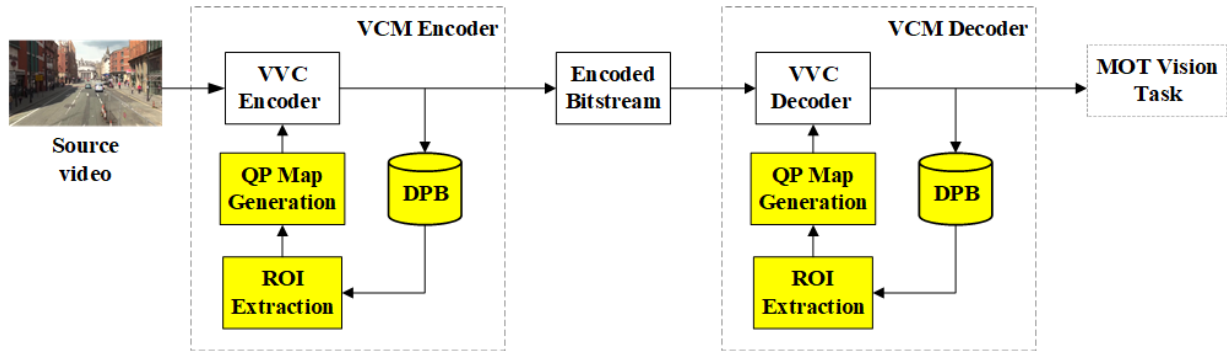 VCM Encoder
VCM Decoder
VVC
Encoder
Encoded
Bitstream
VVC
Decoder
MOT Vision
Task
Source
video
QP Map
Generation
DPB
QP Map
Generation
DPB
ROI
Extraction
ROI
Extraction